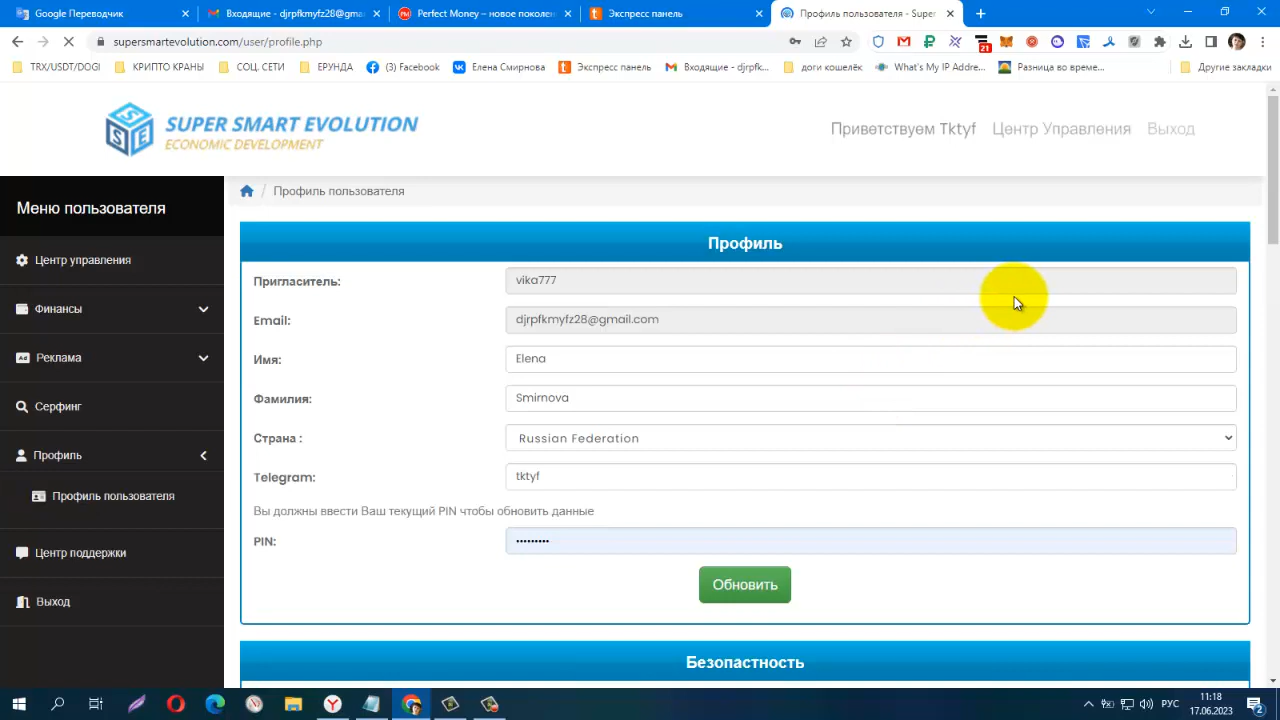 Google Переводчик
Входящие - djrpfkmyfz28@gma
Perfect Money – новое поколен
Экспресс панель
Профиль пользователя - Super
supersmartevolution.com/user/profile.php
21
TRX/USDT/DOGI
КРИПТО КРАНЫ
СОЦ. СЕТИ
ЕРУНДА
(3) Facebook
Елена Смирнова
Экспресс панель
Входящие - djrpfk...
доги кошелёк
What's My IP Addre...
Разница во време...
Другие закладки
SUPER SMART EVOLUTION
ECONOMIC DEVELOPMENT
Приветствуем Tktyf
Центр Управления
Выход
Меню пользователя
Центр управления
Финансы
Реклама
Серфинг
Профиль
Профиль пользователя
Центр поддержки
Выход
/ Профиль пользователя
Профиль
Пригласитель:
vika777
Email:
djrpfkmyfz28@gmail.com
Имя:
Elena
Фамилия:
Smirnova
Страна :
Russian Federation
Telegram:
tktyf
Вы должны ввести Ваш текущий PIN чтобы обновить данные
PIN:
•••••••••
Обновить
Безопастность
РУС
11:18
17.06.2023
2